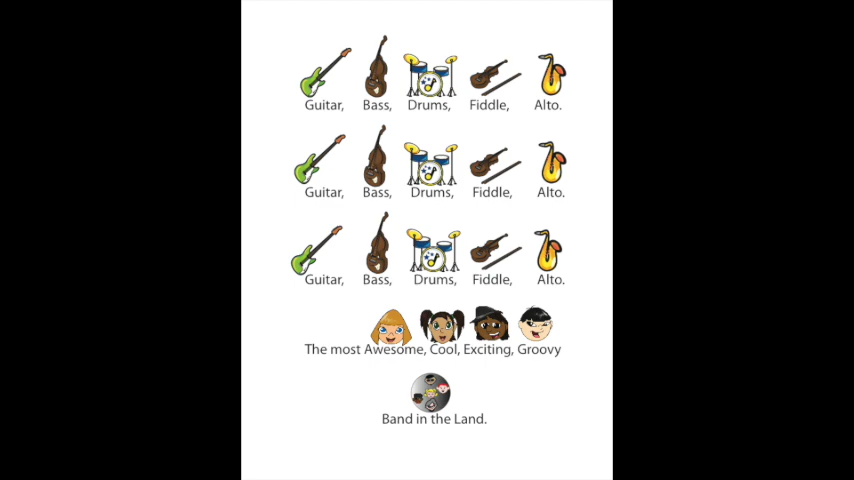 Guitar, Bass, Drums, Fiddle, Alto.
Guitar, Bass, Drums, Fiddle, Alto.
Guitar, Bass, Drums, Fiddle, Alto.
The most Awesome, Cool, Exciting, Groovy
Band in the Land.